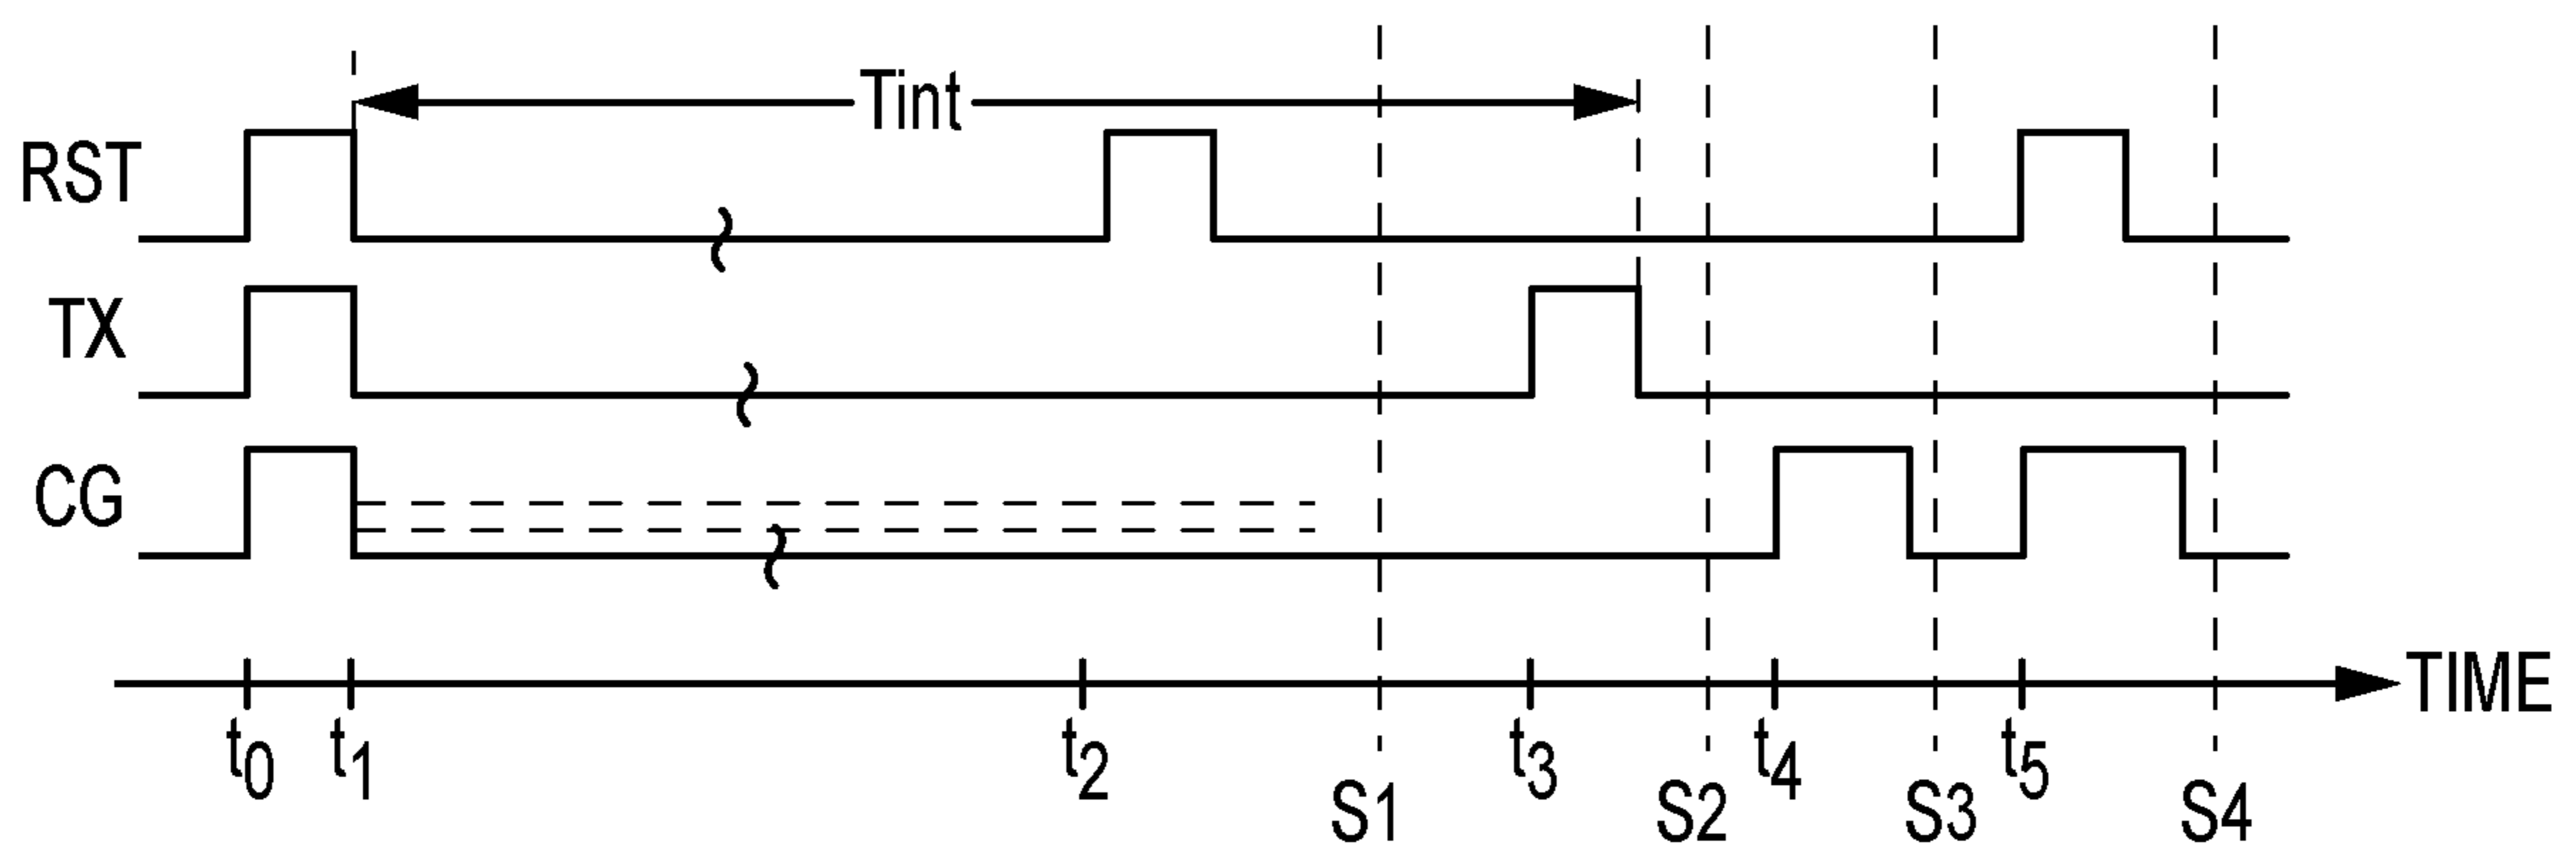 Tint
RST
TX
CG
TIME
t0 t1 t2 t3 t4 t5
S1 S2 S3 S4